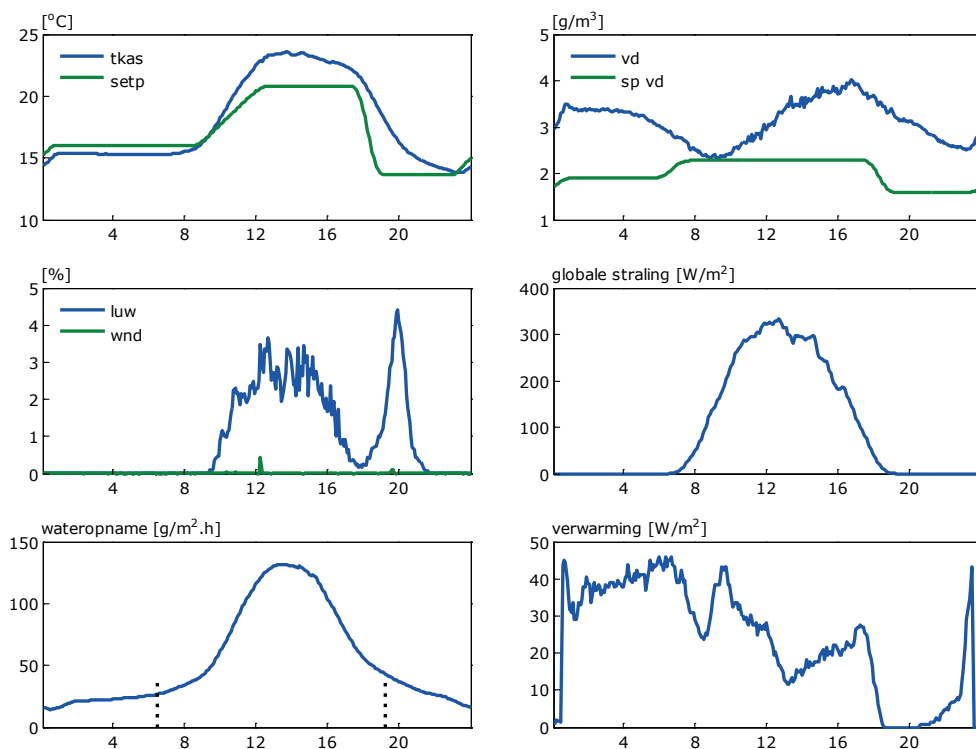 [°C]
25
20
15
10
tkas
setp
4 8 12 16 20
[g/m³]
5
4
3
2
1
vd
sp vd
4 8 12 16 20
[%]
5
4
3
2
1
0
luw
wnd
4 8 12 16 20
globale straling [W/m²]
400
300
200
100
0
4 8 12 16 20
wateropname [g/m².h]
150
100
50
0
4 8 12 16 20
verwarming [W/m²]
50
40
30
20
10
0
4 8 12 16 20